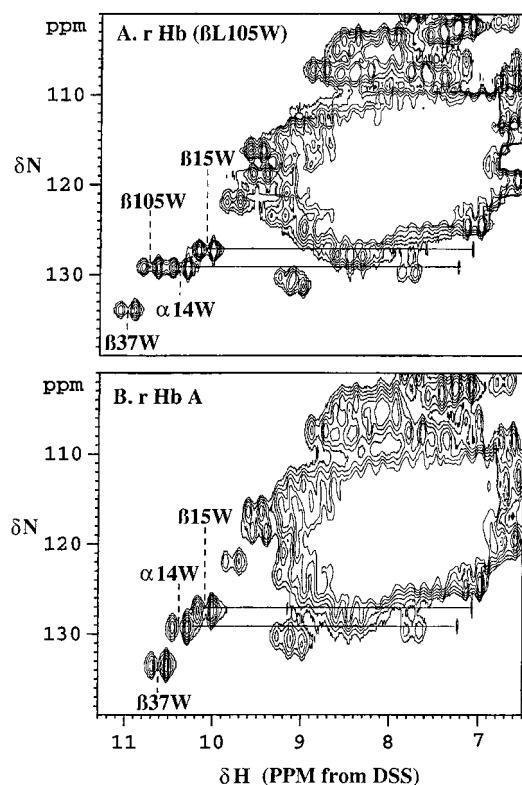 ppm
A. r Hb (ßL105W)
110
δN
ß15W
120
ß105W
130
α14W
ß37W
ppm
B. r Hb A
110
δN
ß15W
α14W
120
130
ß37W
11 10 9 8 7
δH (PPM from DSS)